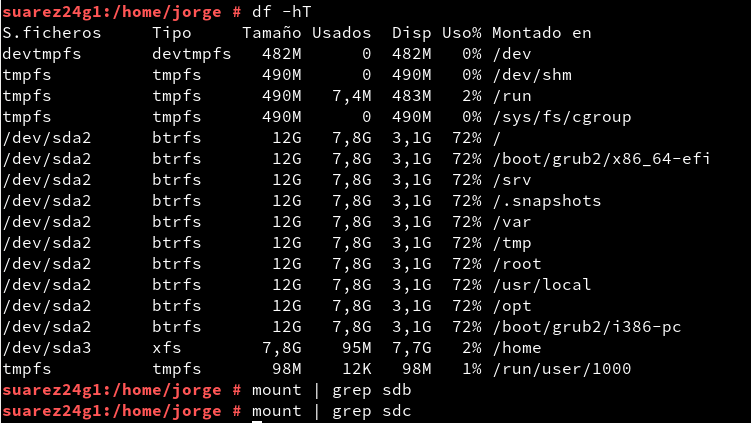 suarez24g1:/home/jorge # df -hT
S.ficheros     Tipo     Tamaño Usados  Disp Uso% Montado en
devtmpfs       devtmpfs   482M      0  482M   0% /dev
tmpfs          tmpfs      490M      0  490M   0% /dev/shm
tmpfs          tmpfs      490M   7,4M  483M   2% /run
tmpfs          tmpfs      490M      0  490M   0% /sys/fs/cgroup
/dev/sda2      btrfs       12G   7,8G  3,1G  72% /
/dev/sda2      btrfs       12G   7,8G  3,1G  72% /boot/grub2/x86_64-efi
/dev/sda2      btrfs       12G   7,8G  3,1G  72% /srv
/dev/sda2      btrfs       12G   7,8G  3,1G  72% /.snapshots
/dev/sda2      btrfs       12G   7,8G  3,1G  72% /var
/dev/sda2      btrfs       12G   7,8G  3,1G  72% /tmp
/dev/sda2      btrfs       12G   7,8G  3,1G  72% /root
/dev/sda2      btrfs       12G   7,8G  3,1G  72% /usr/local
/dev/sda2      btrfs       12G   7,8G  3,1G  72% /opt
/dev/sda2      btrfs       12G   7,8G  3,1G  72% /boot/grub2/i386-pc
/dev/sda3      xfs        7,8G    95M  7,7G   2% /home
tmpfs          tmpfs       98M    12K   98M   1% /run/user/1000
suarez24g1:/home/jorge # mount | grep sdb
suarez24g1:/home/jorge # mount | grep sdc